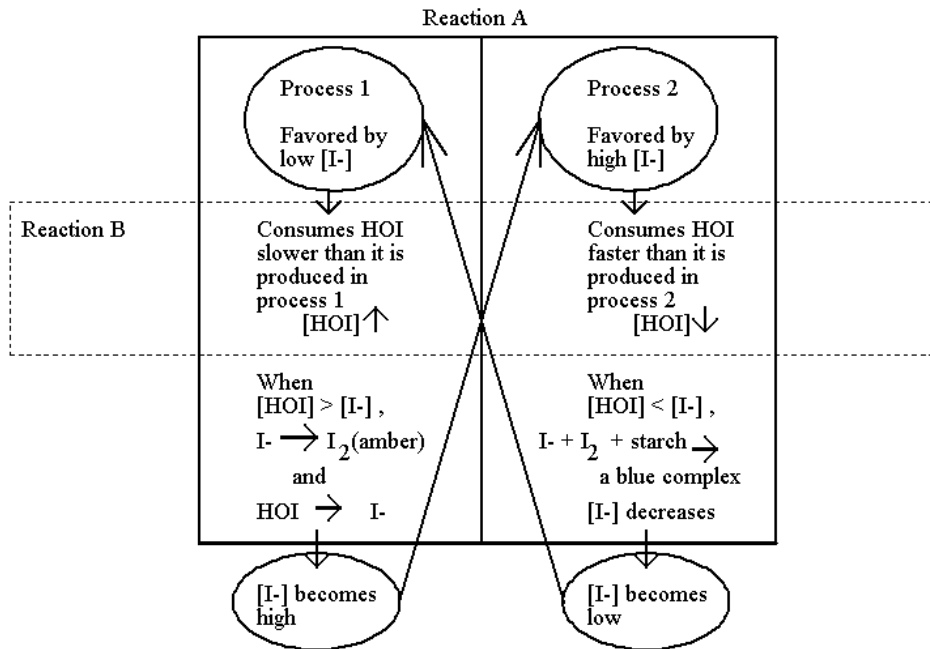 Reaction A
Process 1
Favored by
low [I-]
Process 2
Favored by
high [I-]
Reaction B
Consumes HOI
slower than it is
produced in
process 1
[HOI]↑
Consumes HOI
faster than it is
produced in
process 2
[HOI]↓
When
[HOI] > [I-] ,
I- → I2(amber)
and
HOI → I-
When
[HOI] < [I-] ,
I- + I2 + starch →
a blue complex
[I-] decreases
[I-] becomes
high
[I-] becomes
low